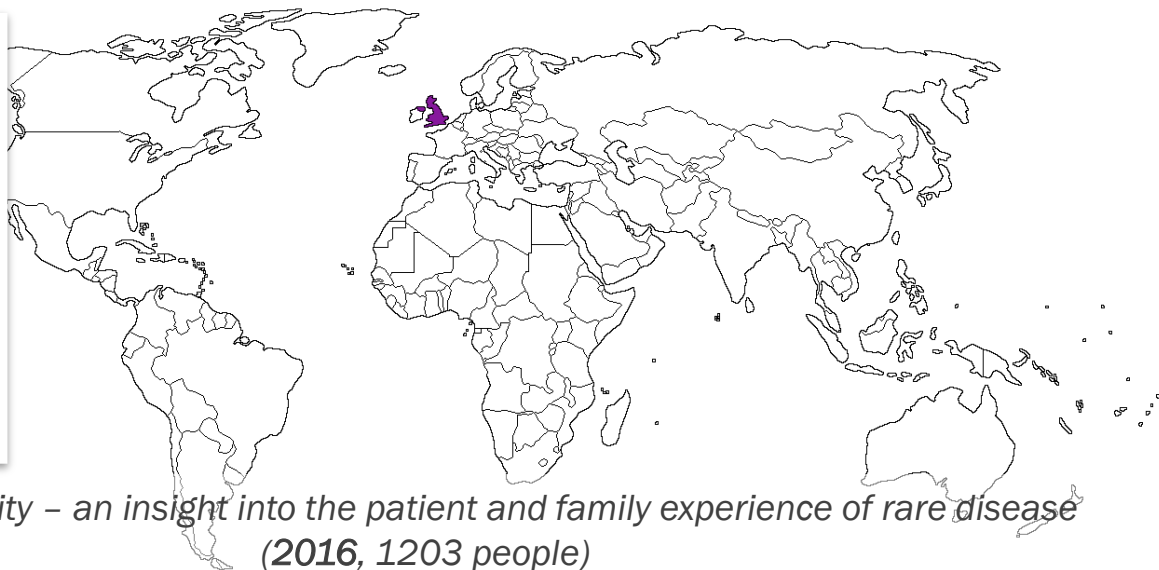 ity – an insight into the patient and family experience of rare disease
(2016, 1203 people)